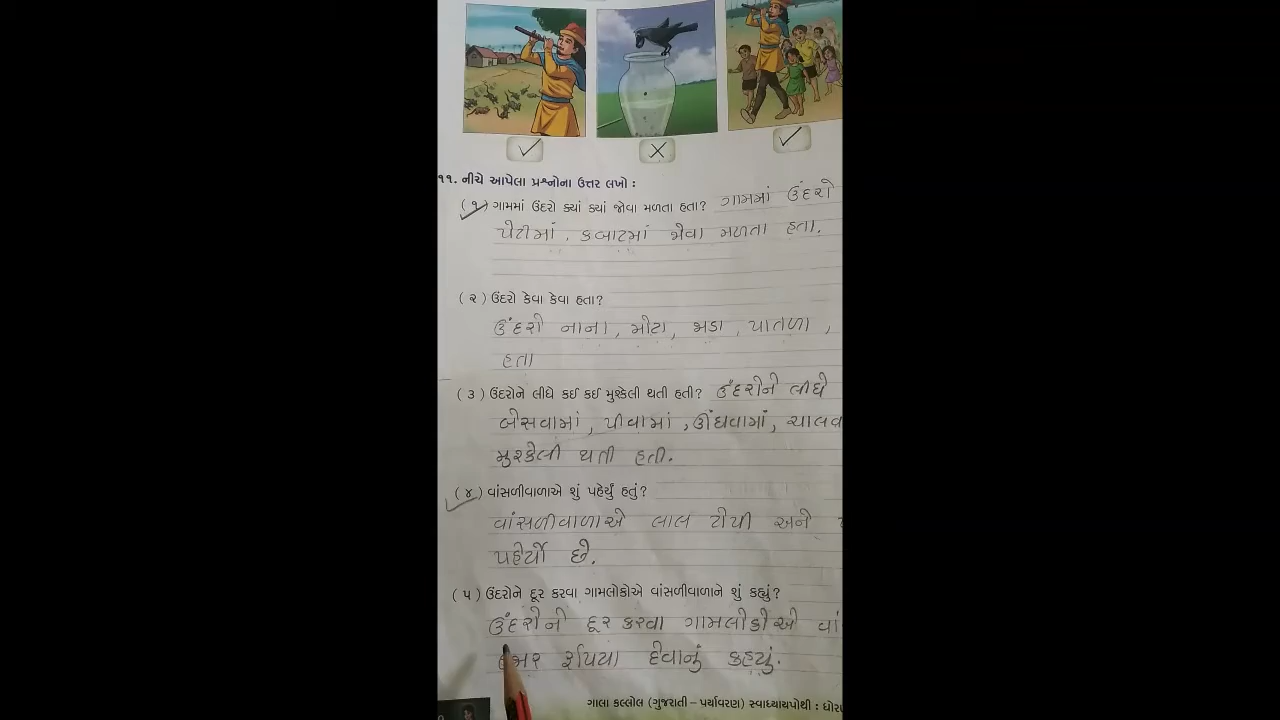 ૧૧. નીચે આપેલા પ્રશ્નોના ઉત્તર લખો :
(૧) ગામમાં ઉંદરો ક્યાં ક્યાં જોવા મળતા હતા? ગામમાં ઉંદરો
પેટીમાં, કબાટમાં જોવા મળતા હતા.
(૨) ઉંદરો કેવા કેવા હતા?
ઉંદરો નાના, મોટા, જાડા, પાતળા,
હતા
(૩) ઉંદરોને લીધે કઈ કઈ મુશ્કેલી થતી હતી? ઉંદરોને લીધે
બેસવામાં, પીવામાં, ઊંઘવામાં, ચાલવ
મુશ્કેલી થતી હતી.
(૪) વાંસળીવાળાએ શું પહેર્યું હતું?
વાંસળીવાળાએ લાલ ટોપી અને
પહેર્યો છે.
(૫) ઉંદરોને દૂર કરવા ગામલોકોએ વાંસળીવાળાને શું કહ્યું?
ઉંદરોને દૂર કરવા ગામલોકોએ વાં
હજાર રૂપિયા દેવાનું કહ્યું.
ગાલા કલ્લોલ (ગુજરાતી – પર્યાવરણ) સ્વાધ્યાયપોથી : ધોર